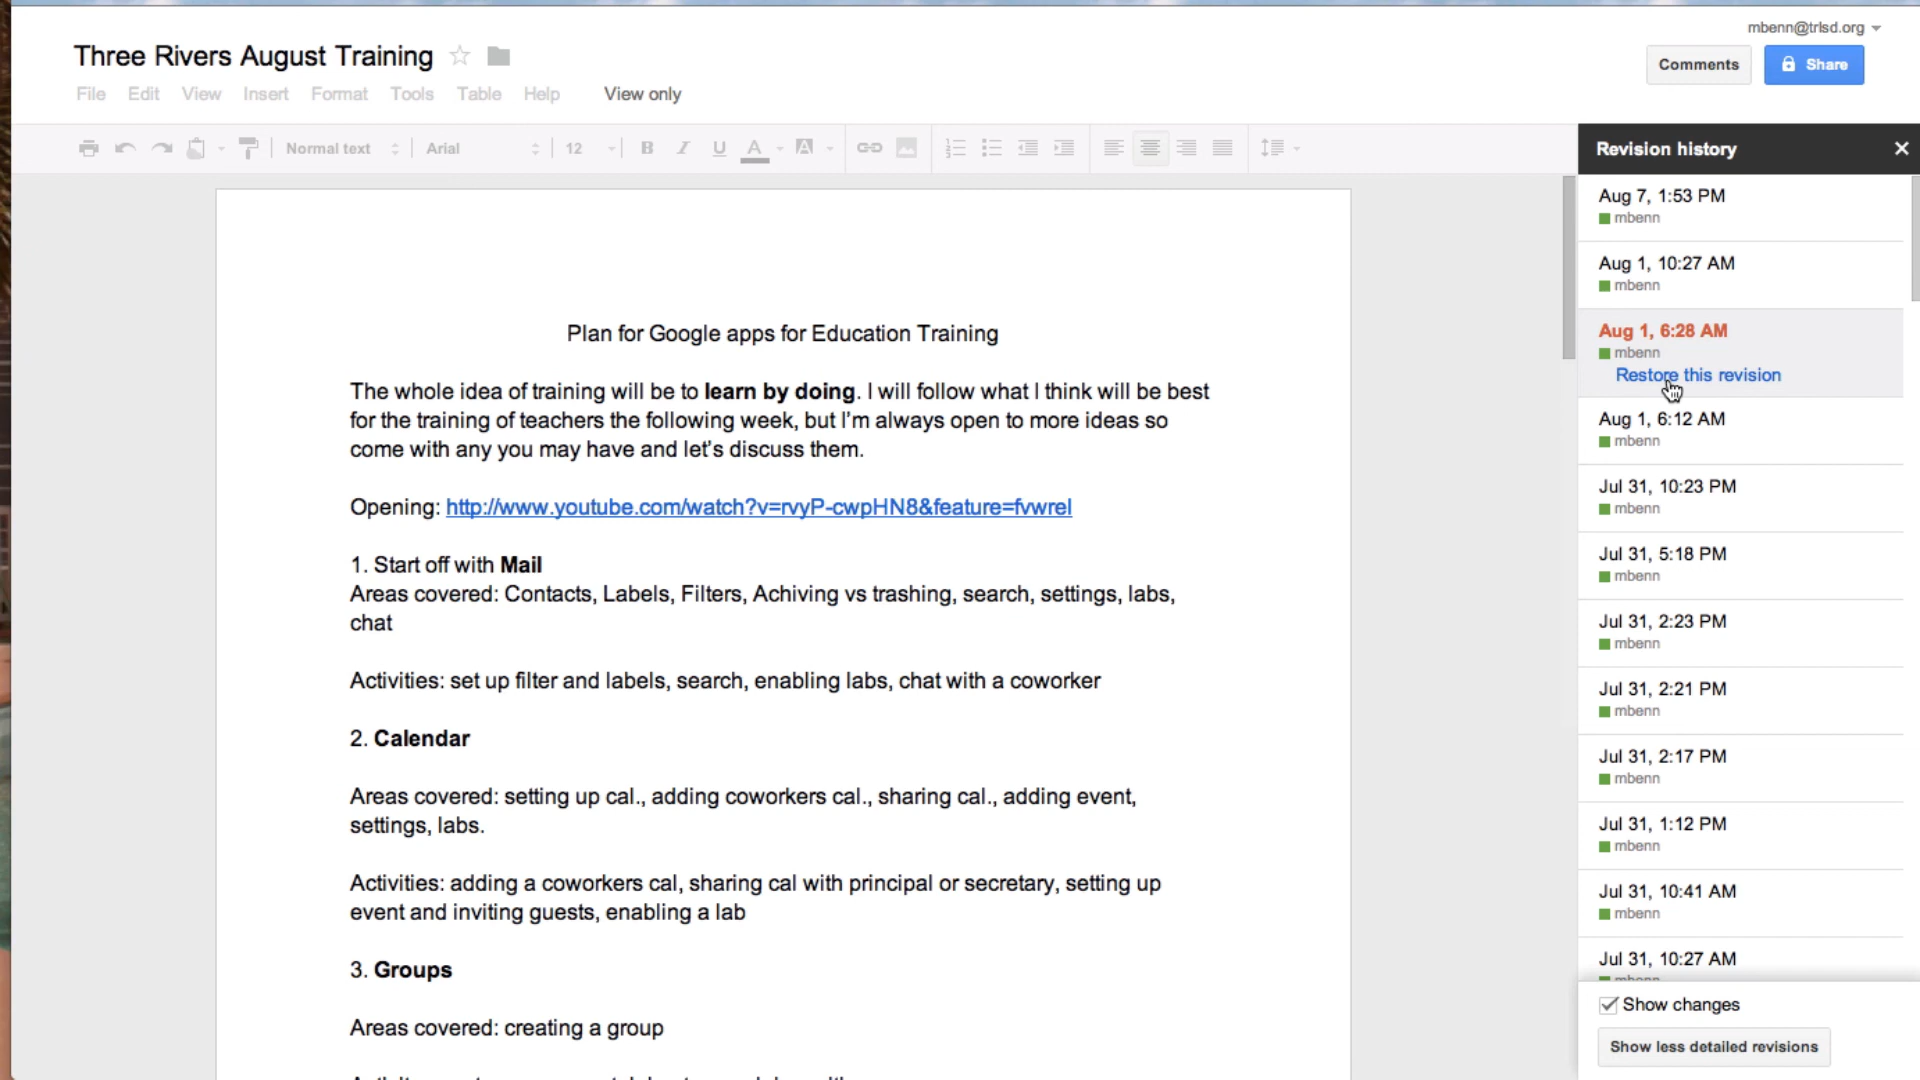 mbenn@trlsd.org
Three Rivers August Training
Comments
Share
File Edit View Insert Format Tools Table Help View only
Normal text Arial 12 B I U A A
Revision history
Aug 7, 1:53 PM
mbenn
Aug 1, 10:27 AM
mbenn
Aug 1, 6:28 AM
mbenn
Restore this revision
Aug 1, 6:12 AM
mbenn
Jul 31, 10:23 PM
mbenn
Jul 31, 5:18 PM
mbenn
Jul 31, 2:23 PM
mbenn
Jul 31, 2:21 PM
mbenn
Jul 31, 2:17 PM
mbenn
Jul 31, 1:12 PM
mbenn
Jul 31, 10:41 AM
mbenn
Jul 31, 10:27 AM
Show changes
Show less detailed revisions
Plan for Google apps for Education Training
The whole idea of training will be to learn by doing. I will follow what I think will be best
for the training of teachers the following week, but I'm always open to more ideas so
come with any you may have and let's discuss them.
Opening: http://www.youtube.com/watch?v=rvyP-cwpHN8&feature=fvwrel
1. Start off with Mail
Areas covered: Contacts, Labels, Filters, Achiving vs trashing, search, settings, labs,
chat
Activities: set up filter and labels, search, enabling labs, chat with a coworker
2. Calendar
Areas covered: setting up cal., adding coworkers cal., sharing cal., adding event,
settings, labs.
Activities: adding a coworkers cal, sharing cal with principal or secretary, setting up
event and inviting guests, enabling a lab
3. Groups
Areas covered: creating a group